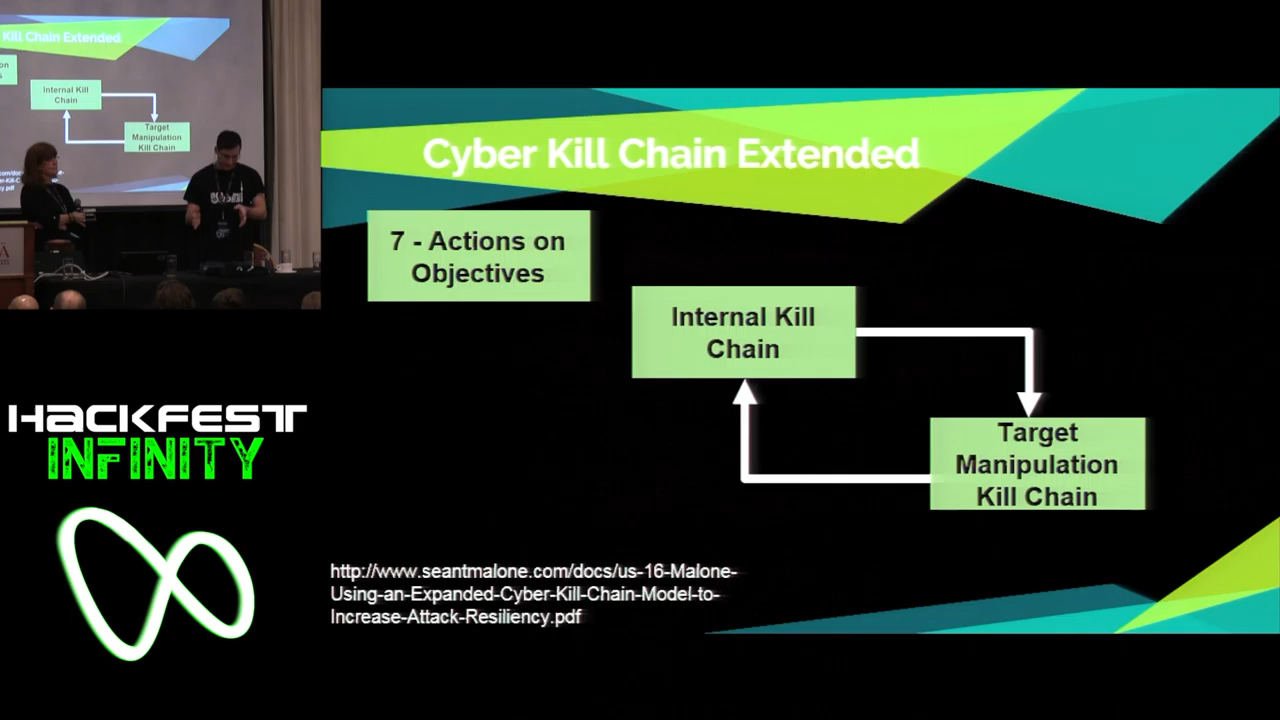 Kill Chain Extended
Internal Kill
Chain
Target
Manipulation
Kill Chain
Cyber Kill Chain Extended
7 - Actions on
Objectives
Internal Kill
Chain
Target
Manipulation
Kill Chain
HACKFEST
INFINITY
http://www.seantmalone.com/docs/us-16-Malone-
Using-an-Expanded-Cyber-Kill-Chain-Model-to-
Increase-Attack-Resiliency.pdf